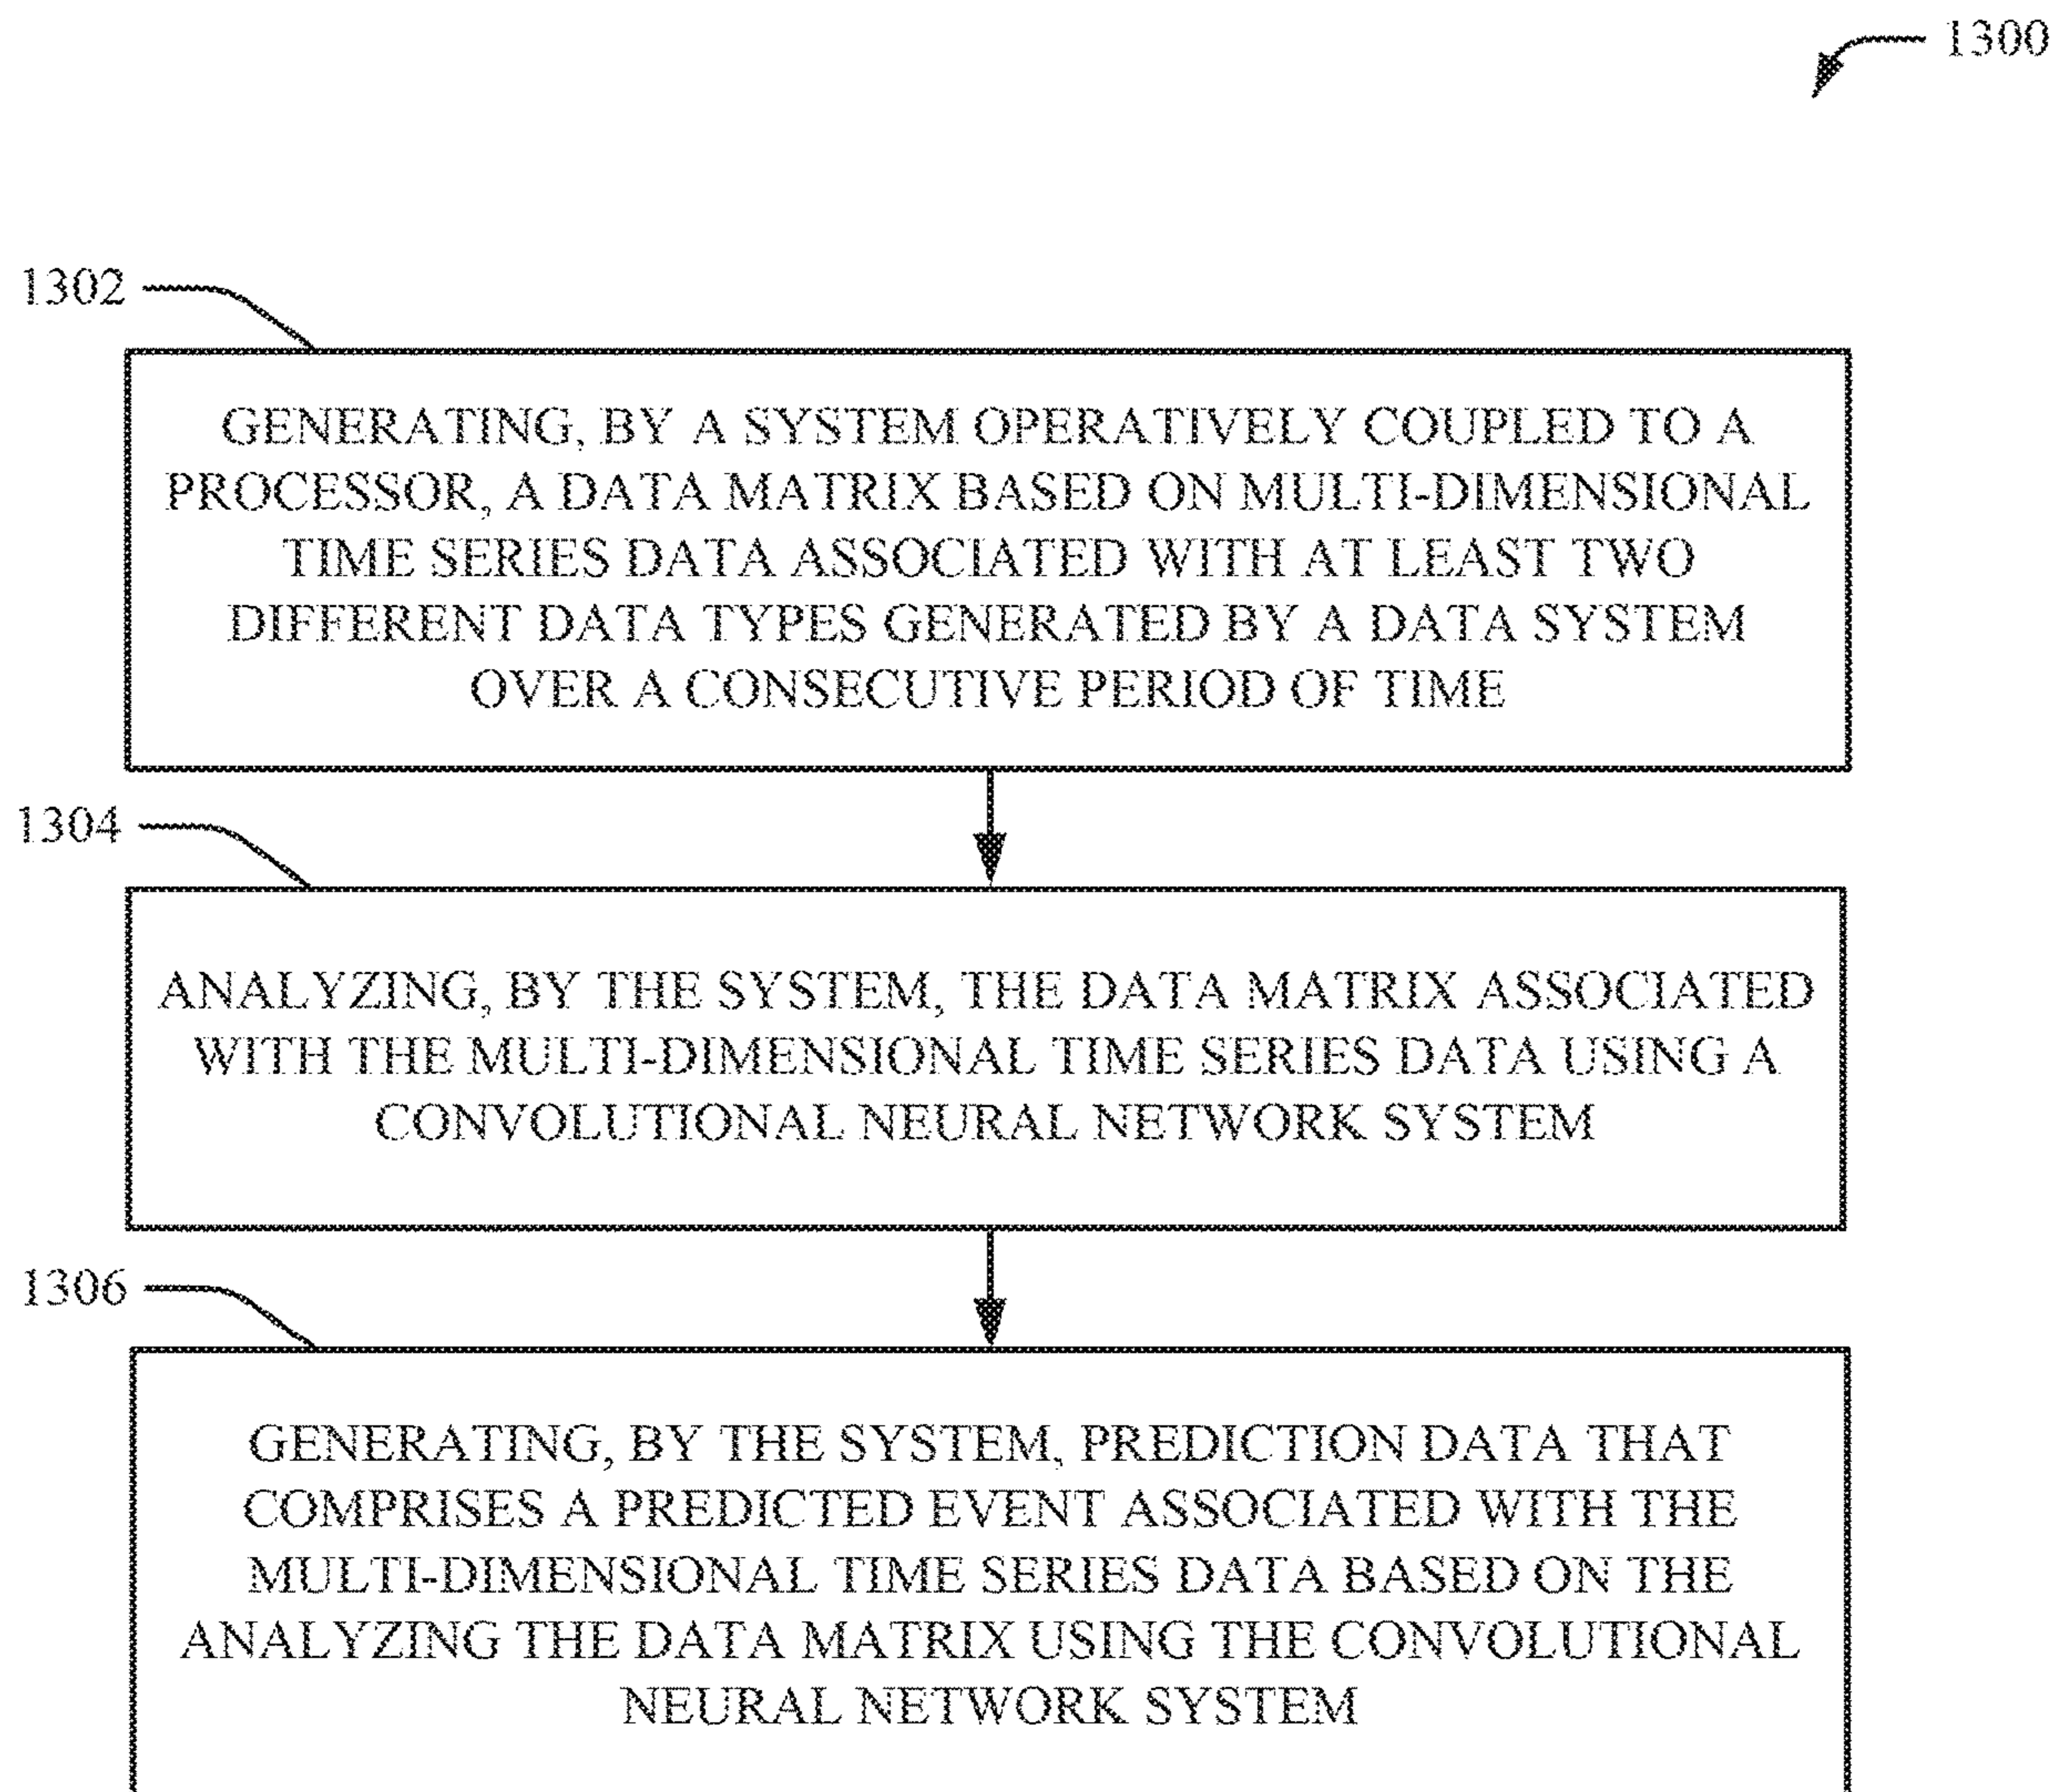 1300
1302
GENERATING, BY A SYSTEM OPERATIVELY COUPLED TO A
PROCESSOR, A DATA MATRIX BASED ON MULTI-DIMENSIONAL
TIME SERIES DATA ASSOCIATED WITH AT LEAST TWO
DIFFERENT DATA TYPES GENERATED BY A DATA SYSTEM
OVER A CONSECUTIVE PERIOD OF TIME
1304
ANALYZING, BY THE SYSTEM, THE DATA MATRIX ASSOCIATED
WITH THE MULTI-DIMENSIONAL TIME SERIES DATA USING A
CONVOLUTIONAL NEURAL NETWORK SYSTEM
1306
GENERATING, BY THE SYSTEM, PREDICTION DATA THAT
COMPRISES A PREDICTED EVENT ASSOCIATED WITH THE
MULTI-DIMENSIONAL TIME SERIES DATA BASED ON THE
ANALYZING THE DATA MATRIX USING THE CONVOLUTIONAL
NEURAL NETWORK SYSTEM